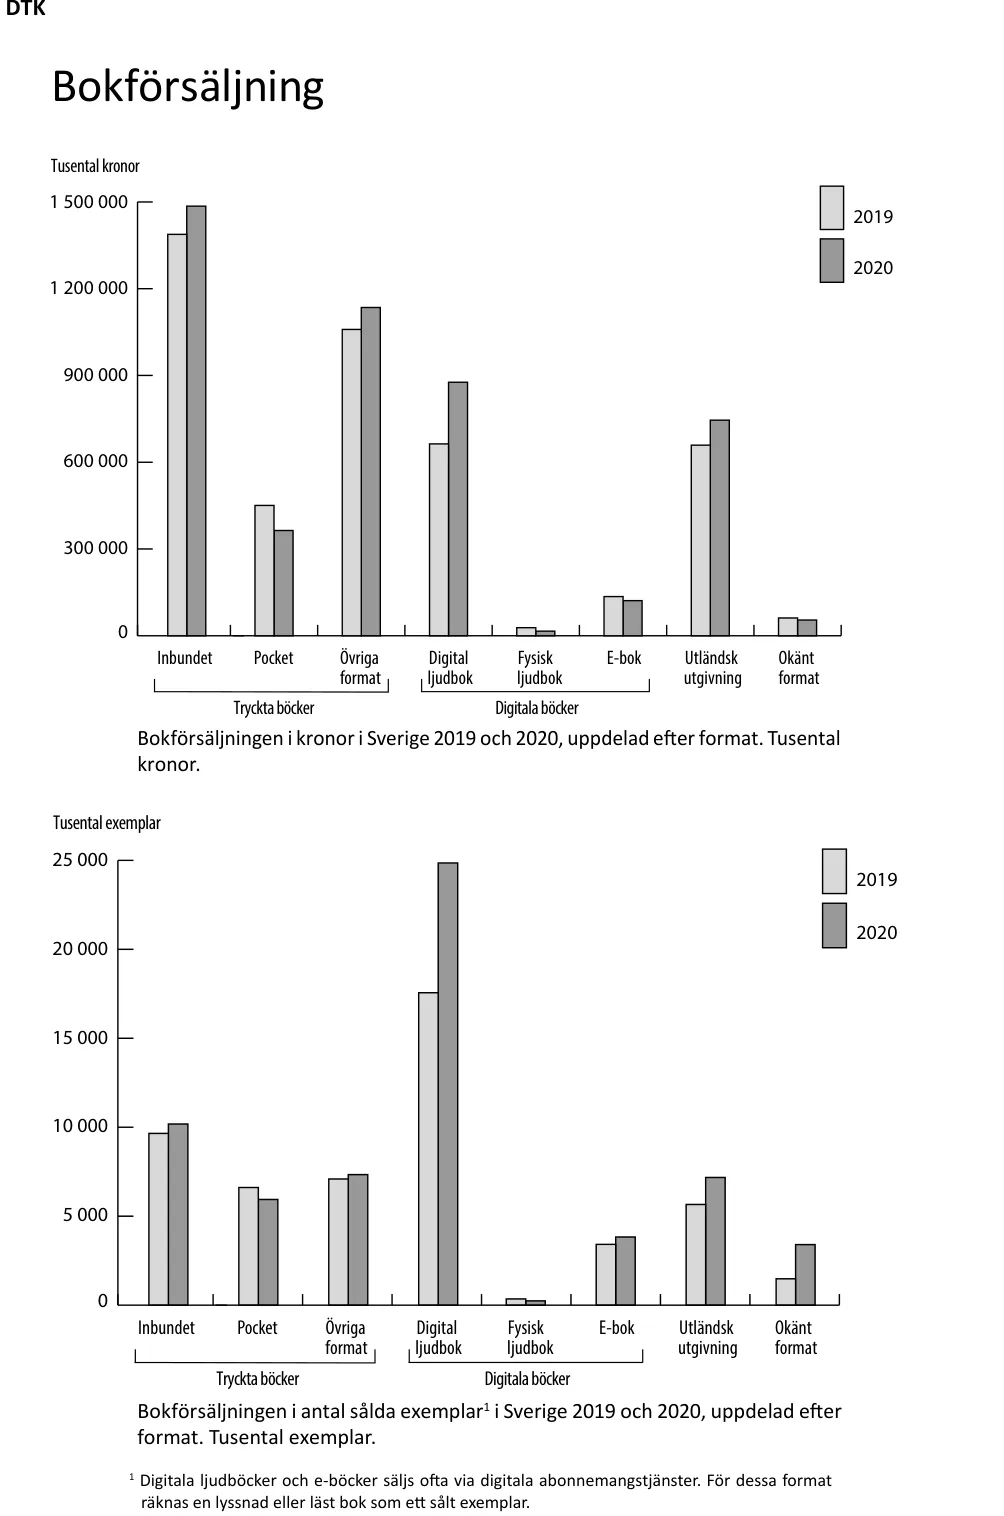 DTK
Bokförsäljning
Tusental kronor
1 500 000
1 200 000
900 000
600 000
300 000
0
2019
2020
Inbundet Pocket Övriga format Digital ljudbok Fysisk ljudbok E-bok Utländsk utgivning Okänt format
Tryckta böcker Digitala böcker
Bokförsäljningen i kronor i Sverige 2019 och 2020, uppdelad efter format. Tusental
kronor.
Tusental exemplar
25 000
20 000
15 000
10 000
5 000
0
2019
2020
Inbundet Pocket Övriga format Digital ljudbok Fysisk ljudbok E-bok Utländsk utgivning Okänt format
Tryckta böcker Digitala böcker
Bokförsäljningen i antal sålda exemplar¹ i Sverige 2019 och 2020, uppdelad efter
format. Tusental exemplar.
¹ Digitala ljudböcker och e-böcker säljs ofta via digitala abonnemangstjänster. För dessa format
räknas en lyssnad eller läst bok som ett sålt exemplar.